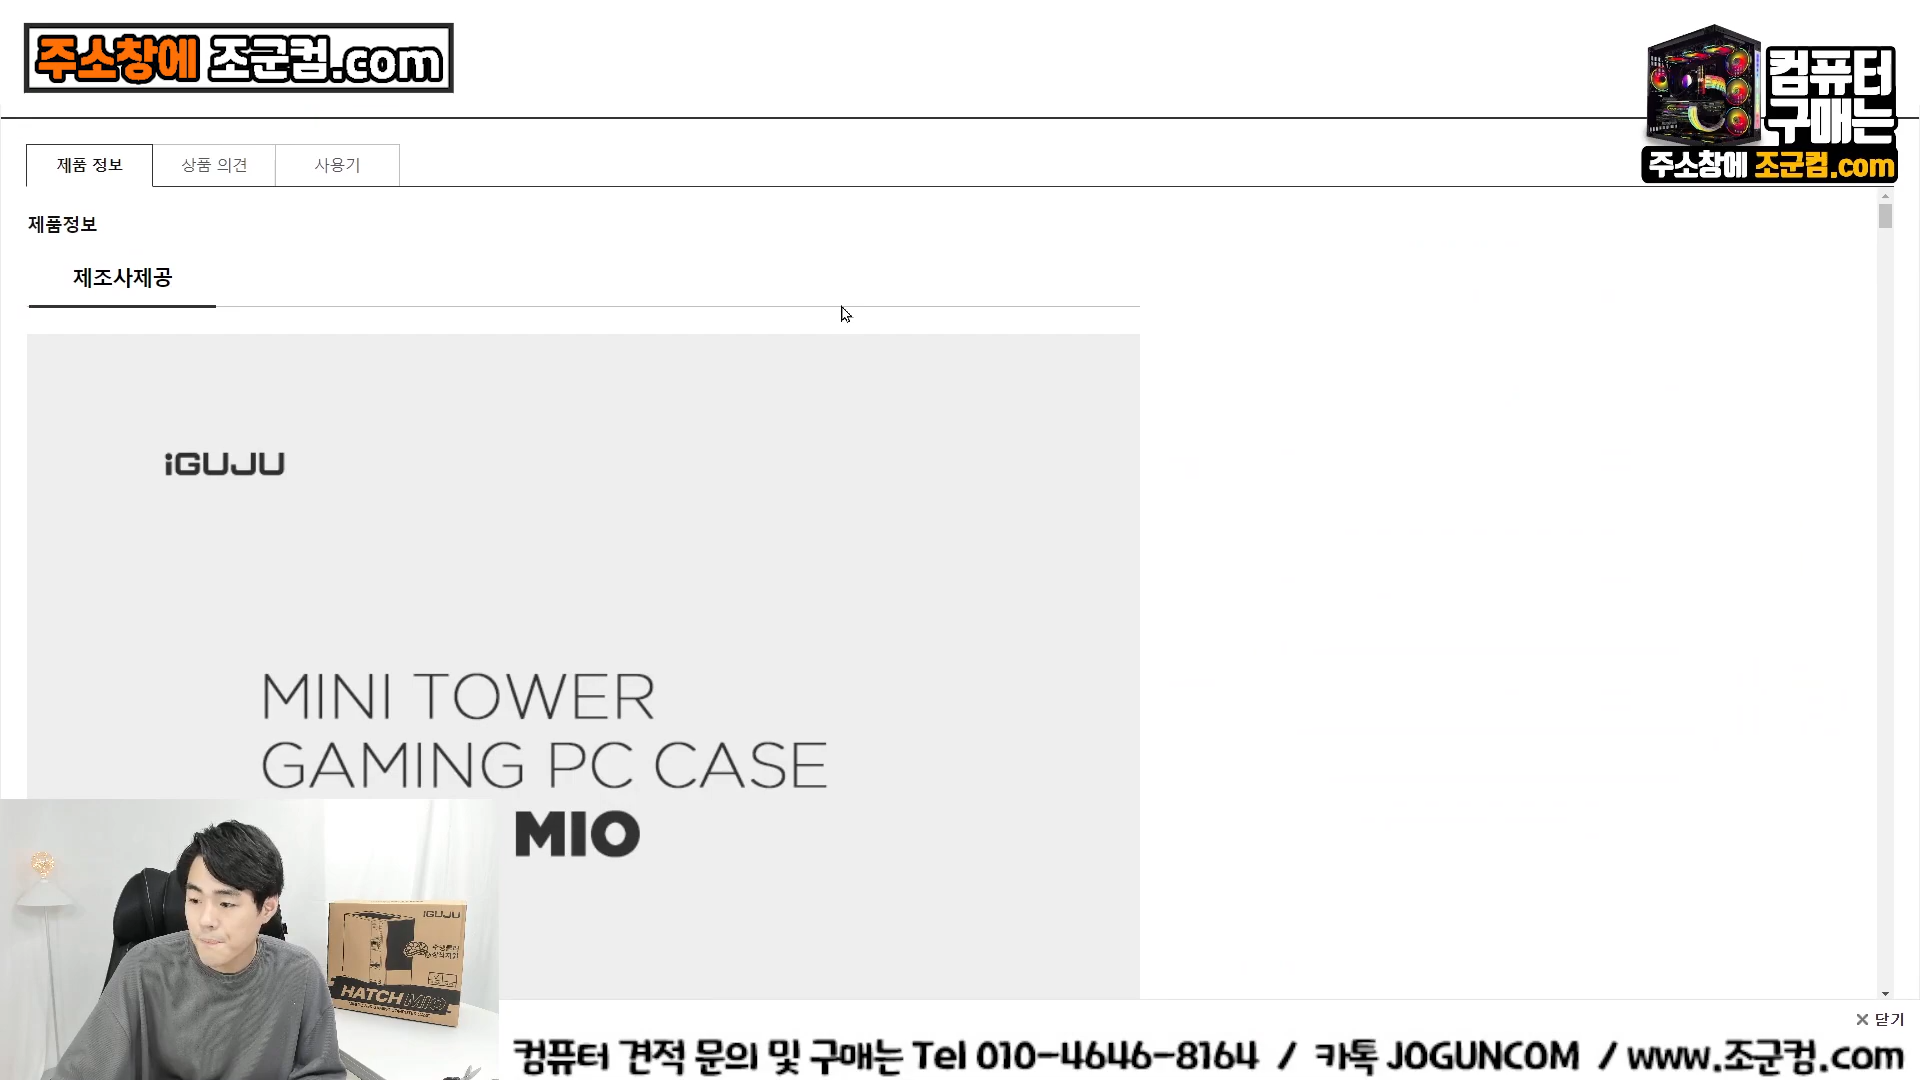 주소창에 조군컴.com
컴퓨터
구매는
주소창에 조군컴.com
제품 정보
상품 의견
사용기
제품정보
제조사제공
iGUJU
MINI TOWER
GAMING PC CASE
MIO
iGUJU
HATCH MIO
닫기
컴퓨터 견적 문의 및 구매는 Tel 010-4646-8164 / 카톡 JOGUNCOM / www.조군컴.com